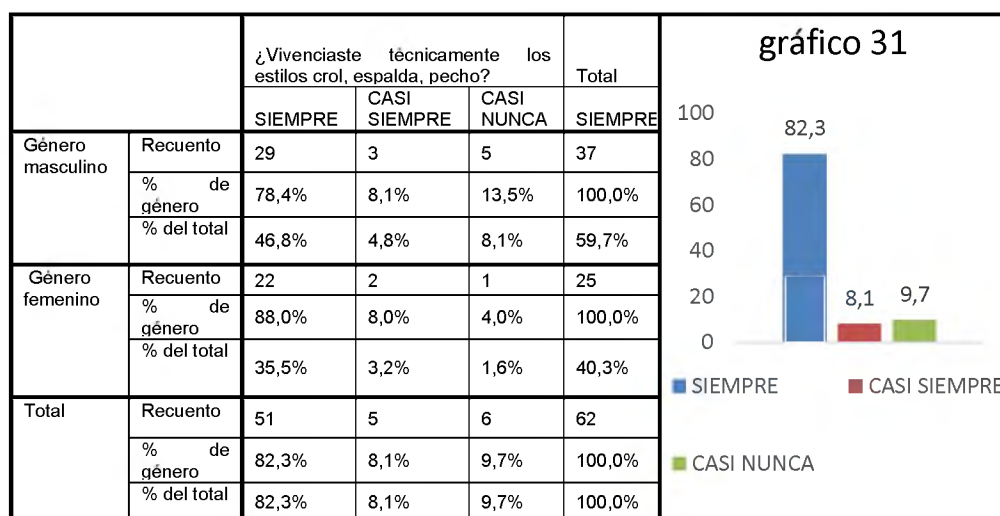 ¿Vivenciaste técnicamente los
estilos crol, espalda, pecho?
Total
SIEMPRE
CASI
SIEMPRE
CASI
NUNCA
SIEMPRE
Género
masculino
Recuento
29 3 5 37
% de
género
78,4% 8,1% 13,5% 100,0%
% del total
46,8% 4,8% 8,1% 59,7%
Género
femenino
Recuento
22 2 1 25
% de
género
88,0% 8,0% 4,0% 100,0%
% del total
35,5% 3,2% 1,6% 40,3%
Total
Recuento
51 5 6 62
% de
género
82,3% 8,1% 9,7% 100,0%
% del total
82,3% 8,1% 9,7% 100,0%
gráfico 31
100
80
60
40
20
0
82,3
8,1
9,7
SIEMPRE
CASI SIEMPRE
CASI NUNCA